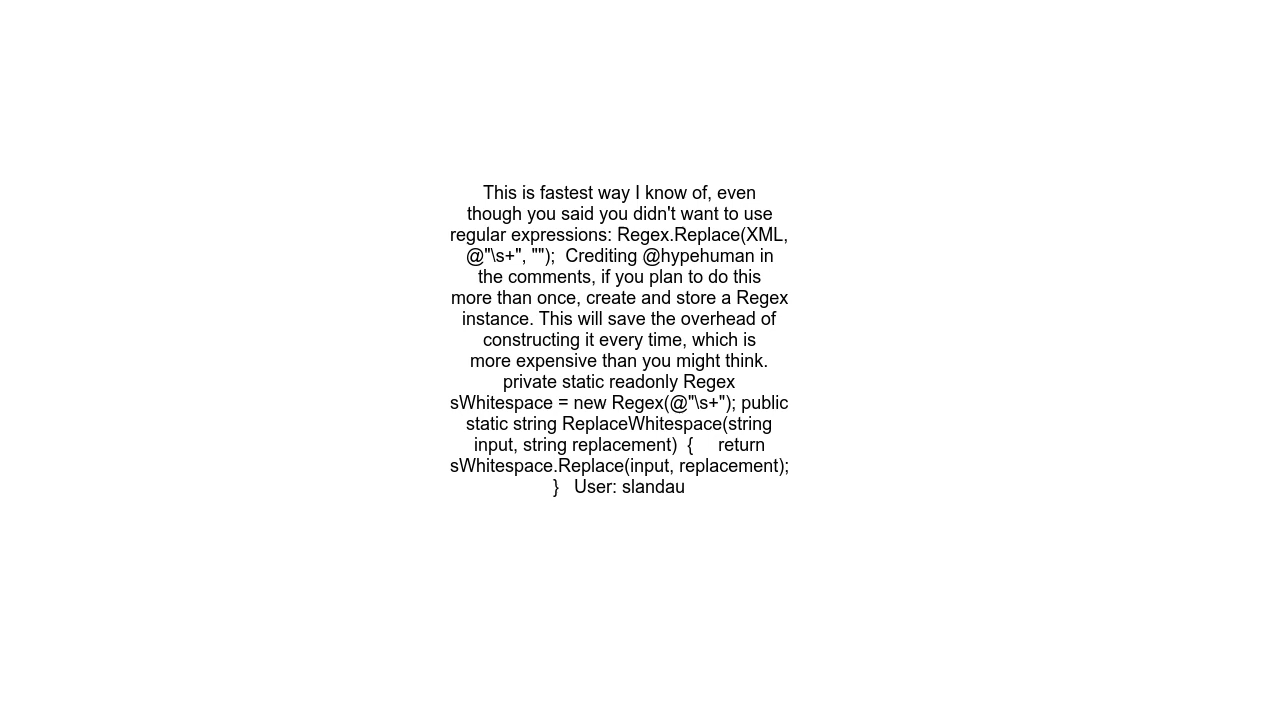 This is fastest way I know of, even
though you said you didn't want to use
regular expressions: Regex.Replace(XML,
@"\s+", "");  Crediting @hypehuman in
the comments, if you plan to do this
more than once, create and store a Regex
instance. This will save the overhead of
constructing it every time, which is
more expensive than you might think.
private static readonly Regex
sWhitespace = new Regex(@"\s+"); public
static string ReplaceWhitespace(string
input, string replacement)  {     return
sWhitespace.Replace(input, replacement);
}   User: slandau